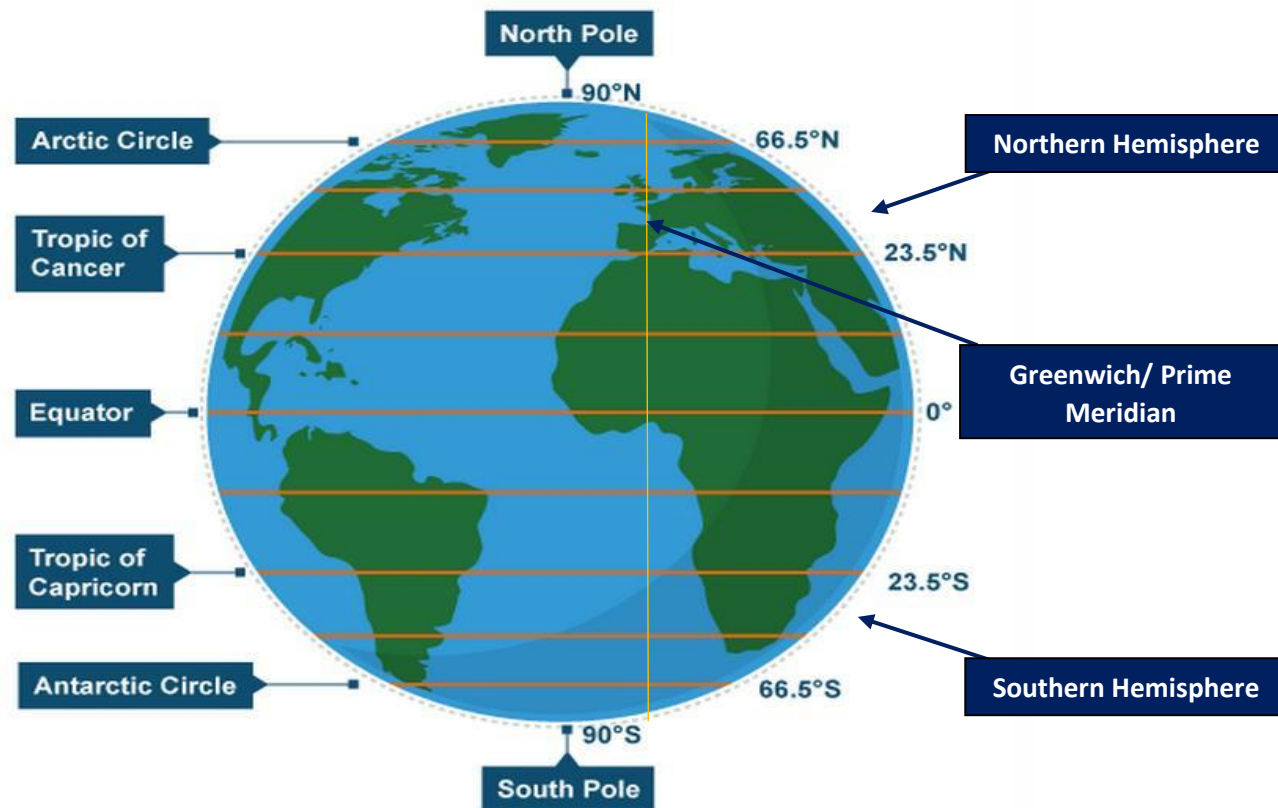 North Pole
90°N
Arctic Circle
66.5°N
Northern Hemisphere
Tropic of
Cancer
23.5°N
Greenwich/ Prime
Meridian
Equator
0°
Tropic of
Capricorn
23.5°S
Antarctic Circle
66.5°S
Southern Hemisphere
90°S
South Pole